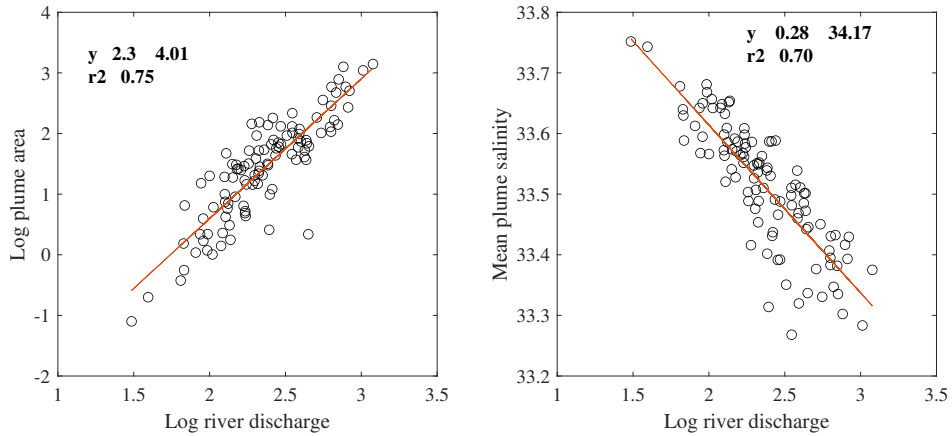 y 2.3 4.01
r2 0.75
4
3
2
1
0
-1
-2
1 1.5 2 2.5 3 3.5
Log plume area
Log river discharge
y 0.28 34.17
r2 0.70
33.8
33.7
33.6
33.5
33.4
33.3
33.2
1 1.5 2 2.5 3 3.5
Mean plume salinity
Log river discharge